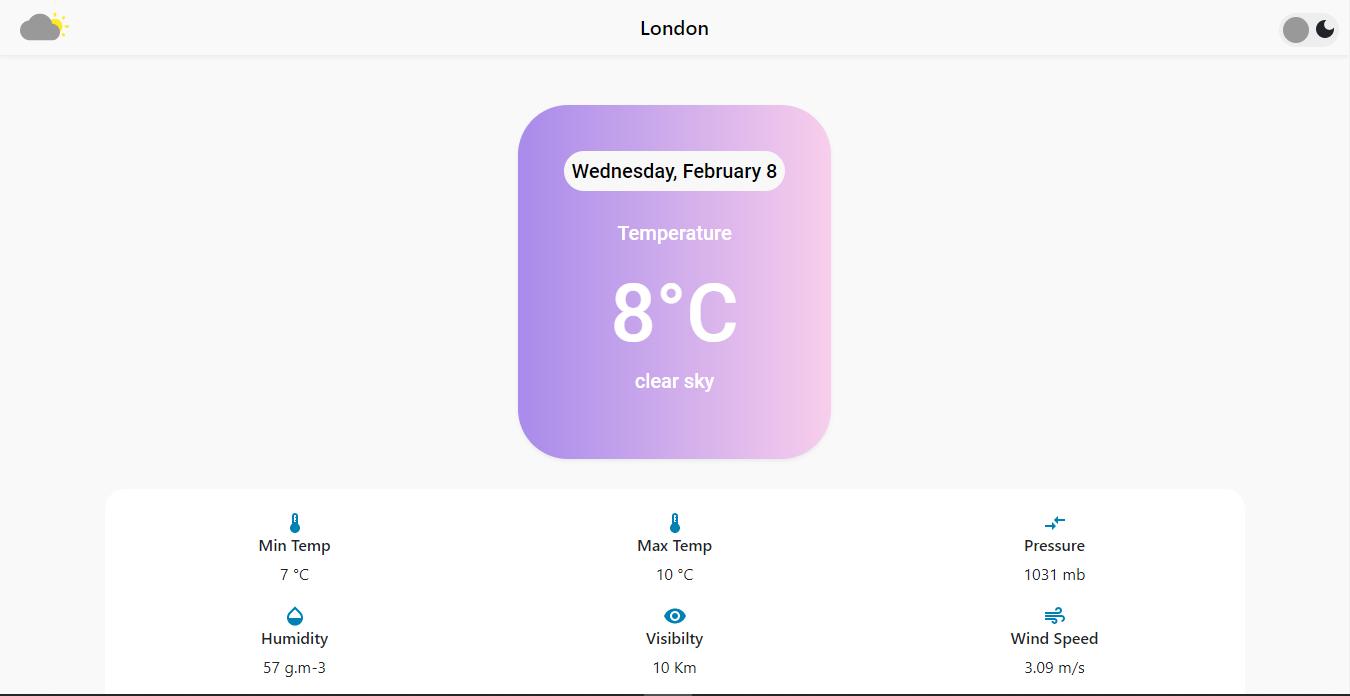 London
Wednesday, February 8
Temperature
8°C
clear sky
Min Temp
7 °C
Max Temp
10 °C
Pressure
1031 mb
Humidity
57 g.m-3
Visibilty
10 Km
Wind Speed
3.09 m/s